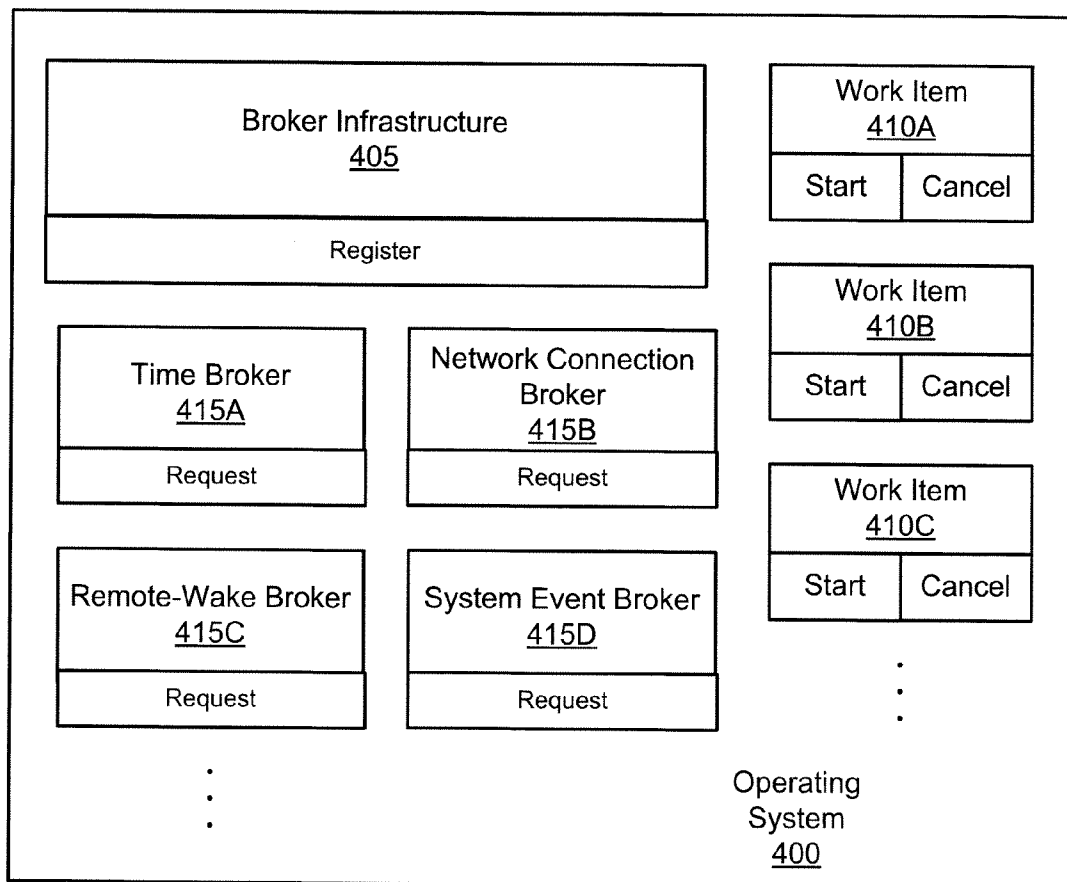 Broker Infrastructure
405
Register
Work Item
410A
Start Cancel
Work Item
410B
Start Cancel
Time Broker
415A
Request
Network Connection
Broker
415B
Request
Work Item
410C
Start Cancel
Remote-Wake Broker
415C
Request
System Event Broker
415D
Request
Operating
System
400